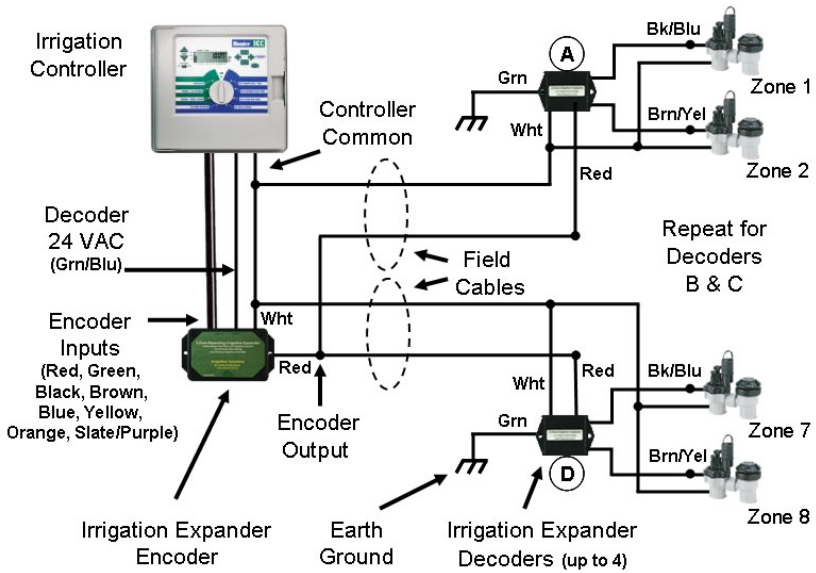 Irrigation
Controller
Hunter ICC
Controller
Common
Decoder
24 VAC
(Grn/Blu)
Encoder
Inputs
(Red, Green,
Black, Brown,
Blue, Yellow,
Orange, Slate/Purple)
Wht
Red
Encoder
Output
Irrigation Expander
Encoder
Field
Cables
A
Grn
Wht
Red
Bk/Blu
Zone 1
Brn/Yel
Zone 2
Repeat for
Decoders
B & C
Wht
Red
Grn
D
Bk/Blu
Zone 7
Brn/Yel
Zone 8
Earth
Ground
Irrigation Expander
Decoders (up to 4)